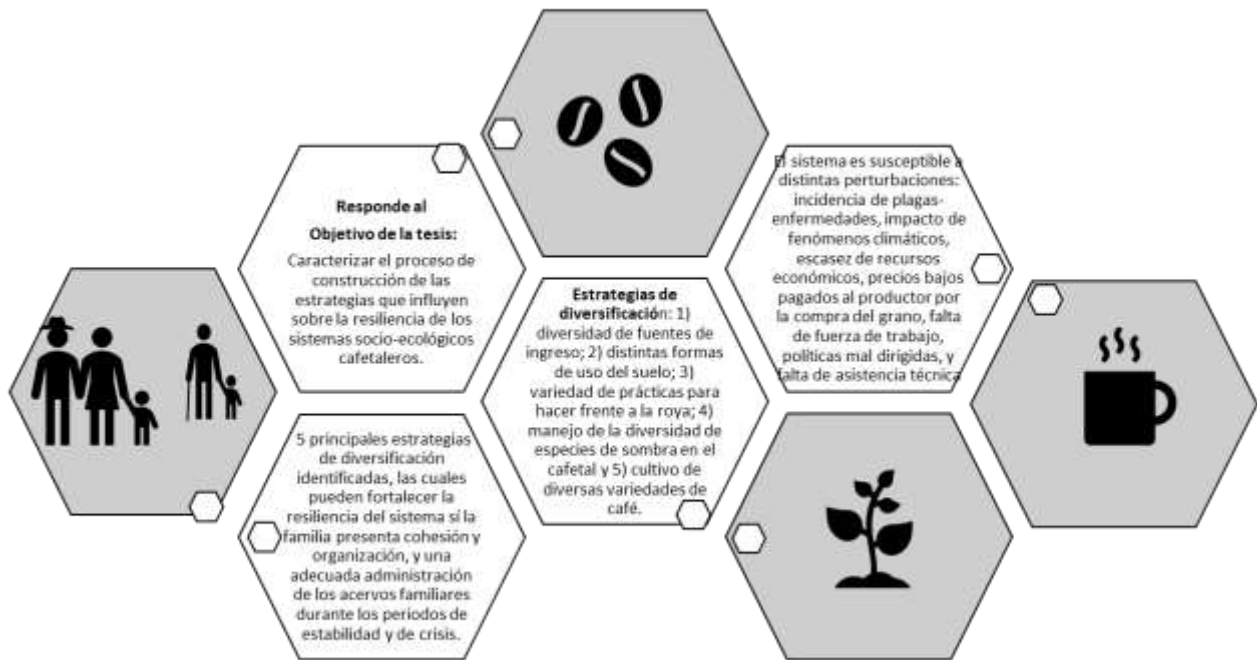 Responde al
Objetivo de la tesis:
Caracterizar el proceso de
construcción de las
estrategias que influyen
sobre la resiliencia de los
sistemas socio-ecológicos
cafetaleros.
5 principales estrategias
de diversificación
identificadas, las cuales
pueden fortalecer la
resiliencia del sistema sí la
familia presenta cohesión y
organización, y una
adecuada administración
de los acervos familiares
durante los periodos de
estabilidad y de crisis.
Estrategias de
diversificación: 1)
diversidad de fuentes de
ingreso; 2) distintas formas
de uso del suelo; 3)
variedad de prácticas para
hacer frente a la roya; 4)
manejo de la diversidad de
especies de sombra en el
cafetal y 5) cultivo de
diversas variedades de
café.
El sistema es susceptible a
distintas perturbaciones:
incidencia de plagas-
enfermedades, impacto de
fenómenos climáticos,
escasez de recursos
económicos, precios bajos
pagados al productor por
la compra del grano, falta
de fuerza de trabajo,
políticas mal dirigidas, y
falta de asistencia técnica